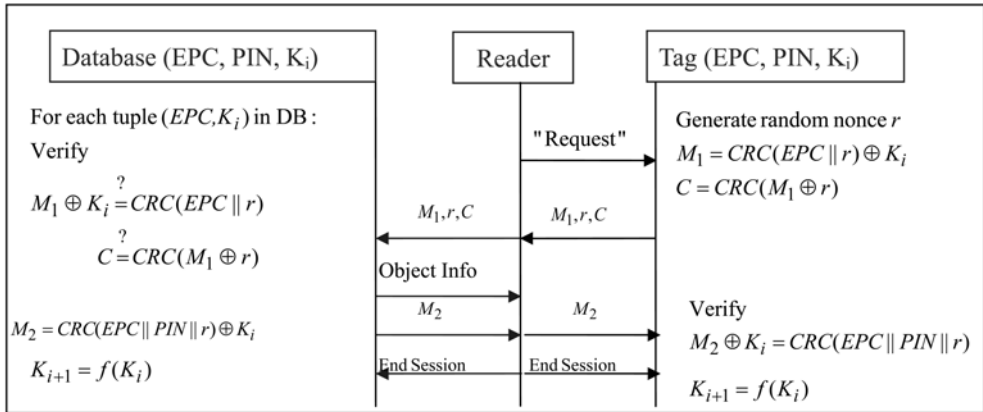 Database (EPC, PIN, Kᵢ)
Reader
Tag (EPC, PIN, Kᵢ)
For each tuple (EPC,Kᵢ) in DB :
Verify
M₁ ⊕ Kᵢ ≟ CRC(EPC || r)
C ≟ CRC(M₁ ⊕ r)
M₂ = CRC(EPC || PIN || r) ⊕ Kᵢ
Kᵢ₊₁ = f(Kᵢ)
"Request"
M₁,r,C
M₁,r,C
Object Info
M₂
M₂
End Session
End Session
Generate random nonce r
M₁ = CRC(EPC || r) ⊕ Kᵢ
C = CRC(M₁ ⊕ r)
Verify
M₂ ⊕ Kᵢ = CRC(EPC || PIN || r)
Kᵢ₊₁ = f(Kᵢ)